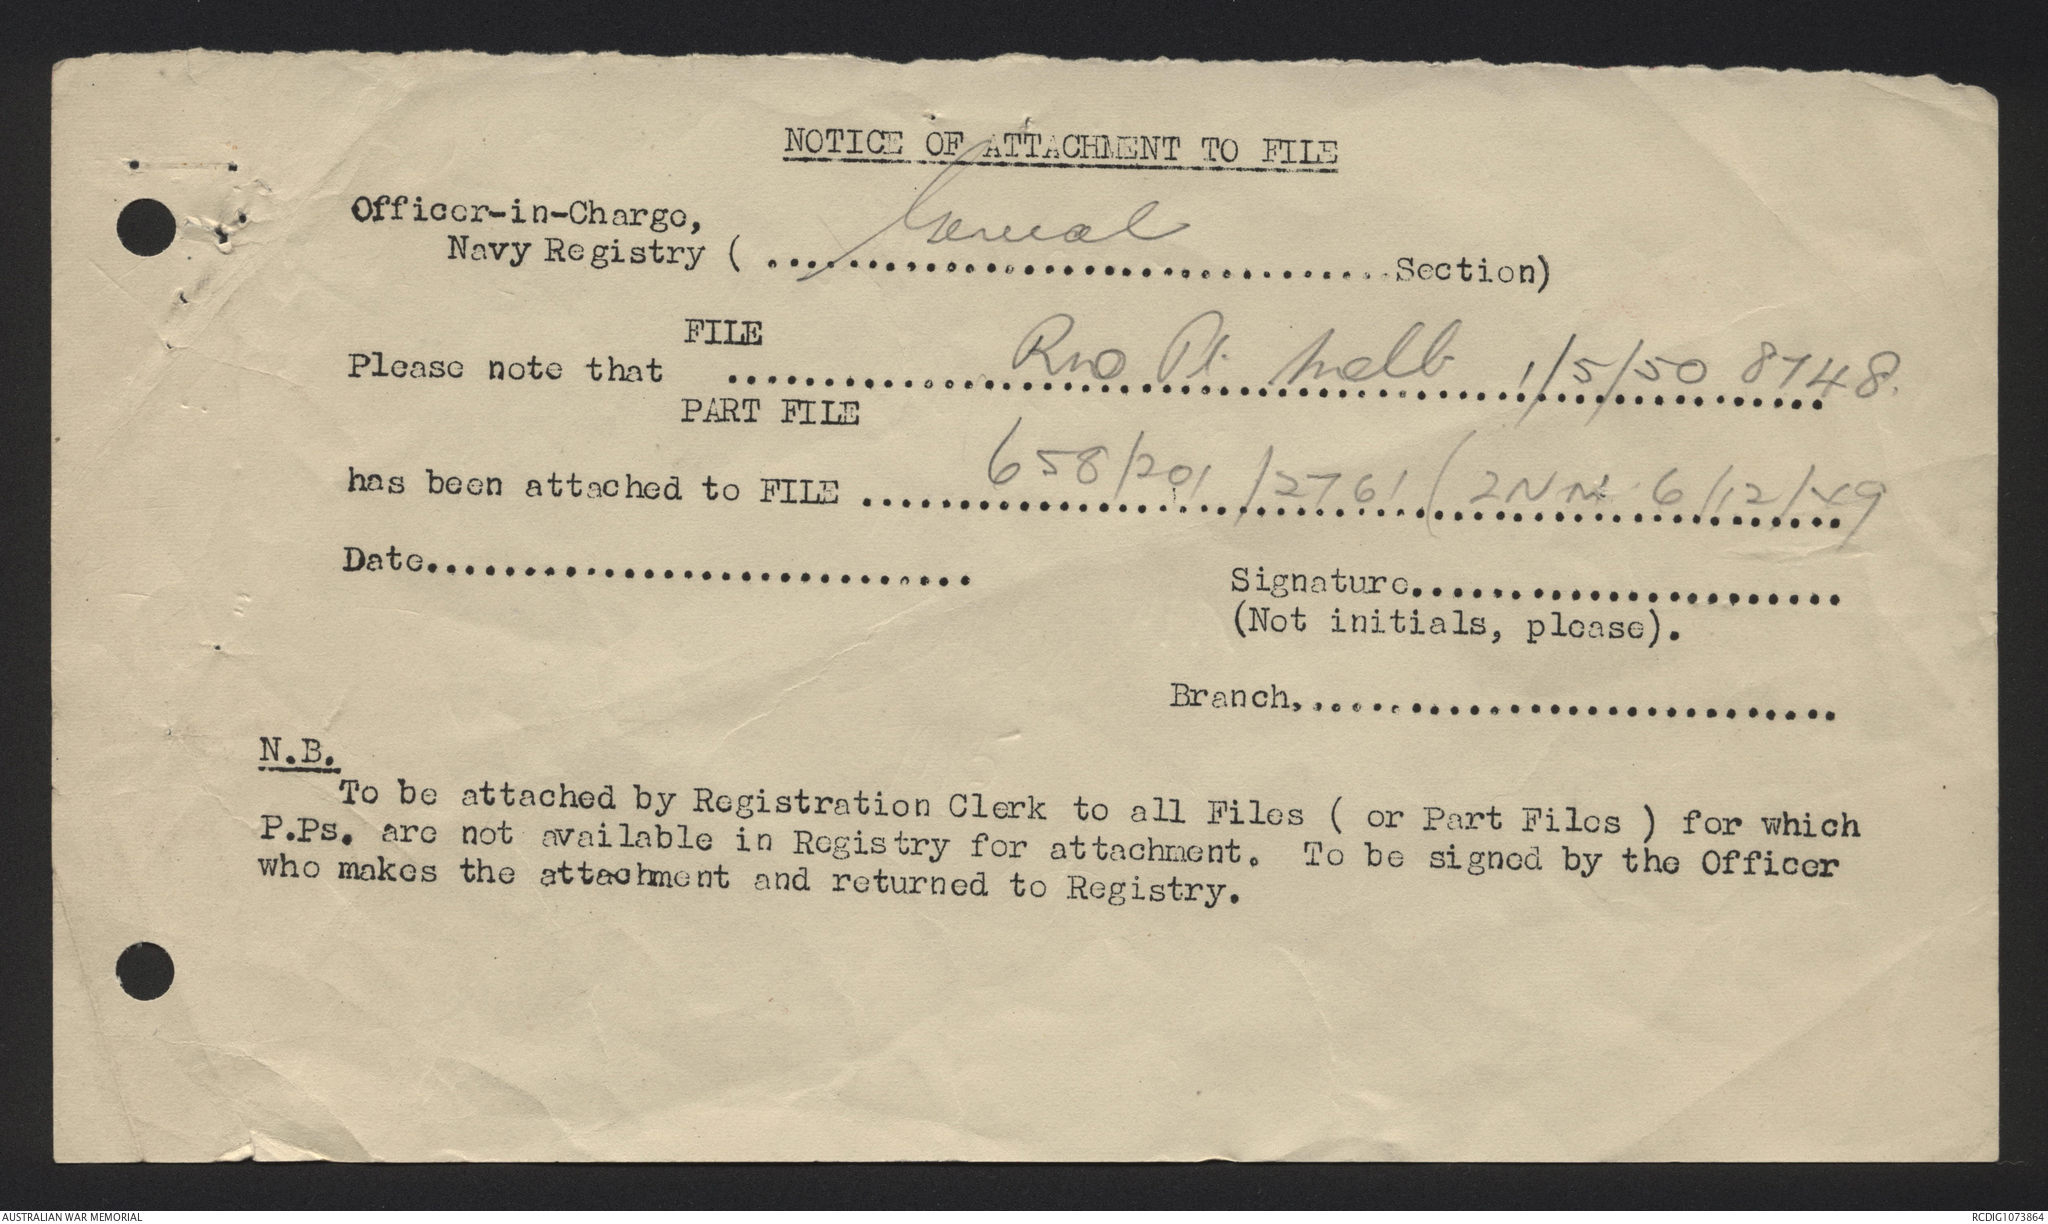 NOTICE OF ATTACHMENT TO FILE
Officer-in-Charge,
General
Navy Registry ( ................................Section)
FILE
Please note that ........ Rno Pt. Melb 1/5/50 8748.
PART FILE
has been attached to FILE ........ 658/201/2761 (2NM 6/12/49
Date............................
Signature......................
(Not initials, please).
Branch............................
N.B.
To be attached by Registration Clerk to all Files ( or Part Files ) for which
P.Ps. are not available in Registry for attachment. To be signed by the Officer
who makes the attachment and returned to Registry.
AUSTRALIAN WAR MEMORIAL
RCDIG1073864